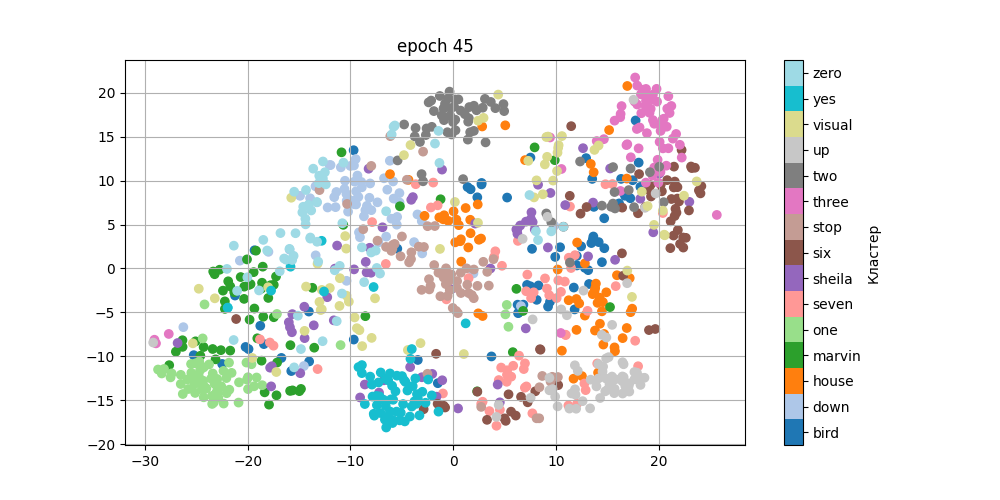 epoch 45
20
15
10
5
0
−5
−10
−15
−20
−30
−20
−10
0
10
20
zero
yes
visual
up
two
three
stop
six
sheila
seven
one
marvin
house
down
bird
Кластер